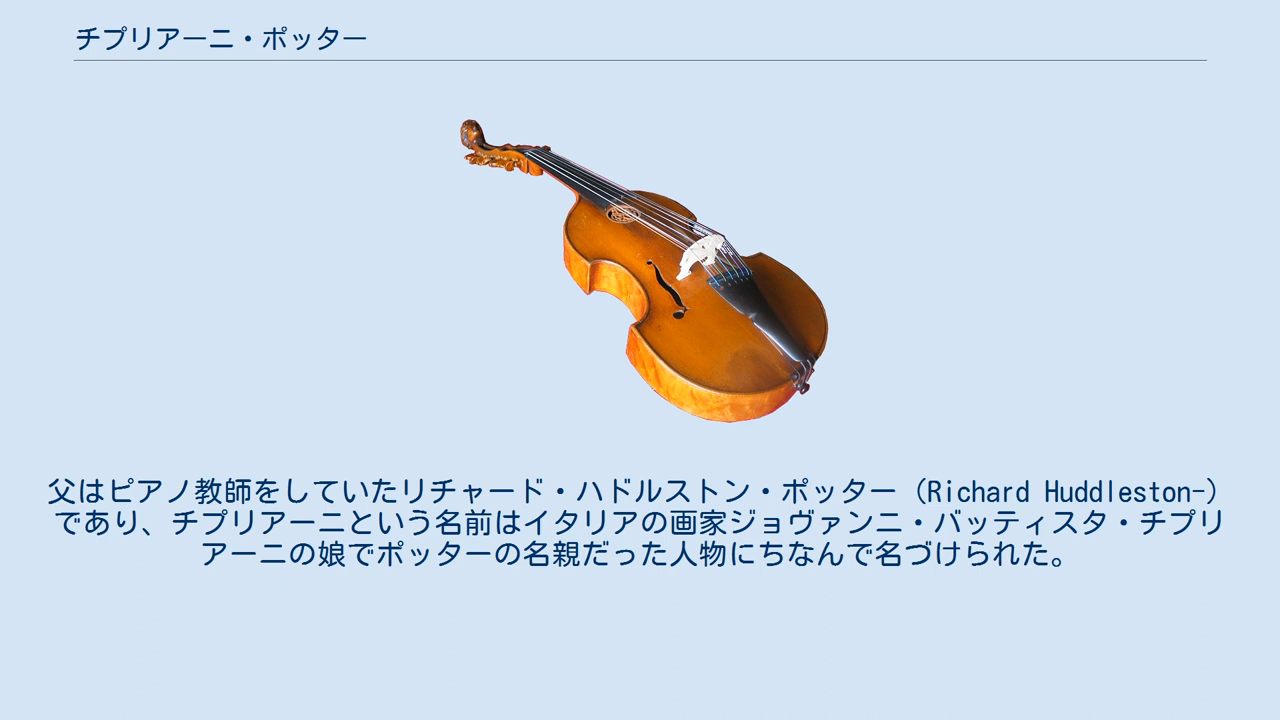 チプリアーニ・ポッター
父はピアノ教師をしていたリチャード・ハドルストン・ポッター（Richard Huddleston-）
であり、チプリアーニという名前はイタリアの画家ジョヴァンニ・バッティスタ・チプリ
アーニの娘でポッターの名親だった人物にちなんで名づけられた。